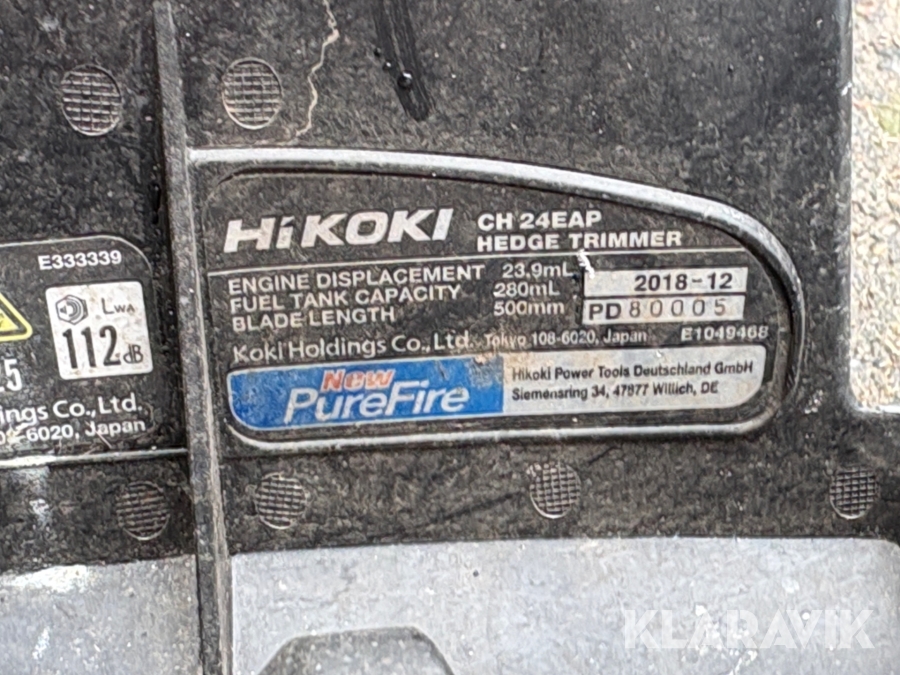 E333339
LWA
112dB
5
ings Co.,Ltd.
-6020, Japan
HiKOKI
CH 24EAP
HEDGE TRIMMER
ENGINE DISPLACEMENT 23.9mL
FUEL TANK CAPACITY 280mL
BLADE LENGTH 500mm
2018-12
PD80005
Koki Holdings Co.,Ltd. Tokyo 108-6020, Japan E1049468
New
PureFire
Hikoki Power Tools Deutschland GmbH
Siemensring 34, 47877 Willich, DE
KLARAVIK